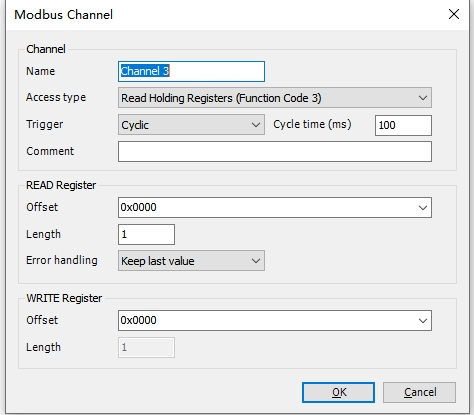 Modbus Channel
Channel
Name Channel 3
Access type Read Holding Registers (Function Code 3)
Trigger Cyclic Cycle time (ms) 100
Comment
READ Register
Offset 0x0000
Length 1
Error handling Keep last value
WRITE Register
Offset 0x0000
Length 1
OK Cancel